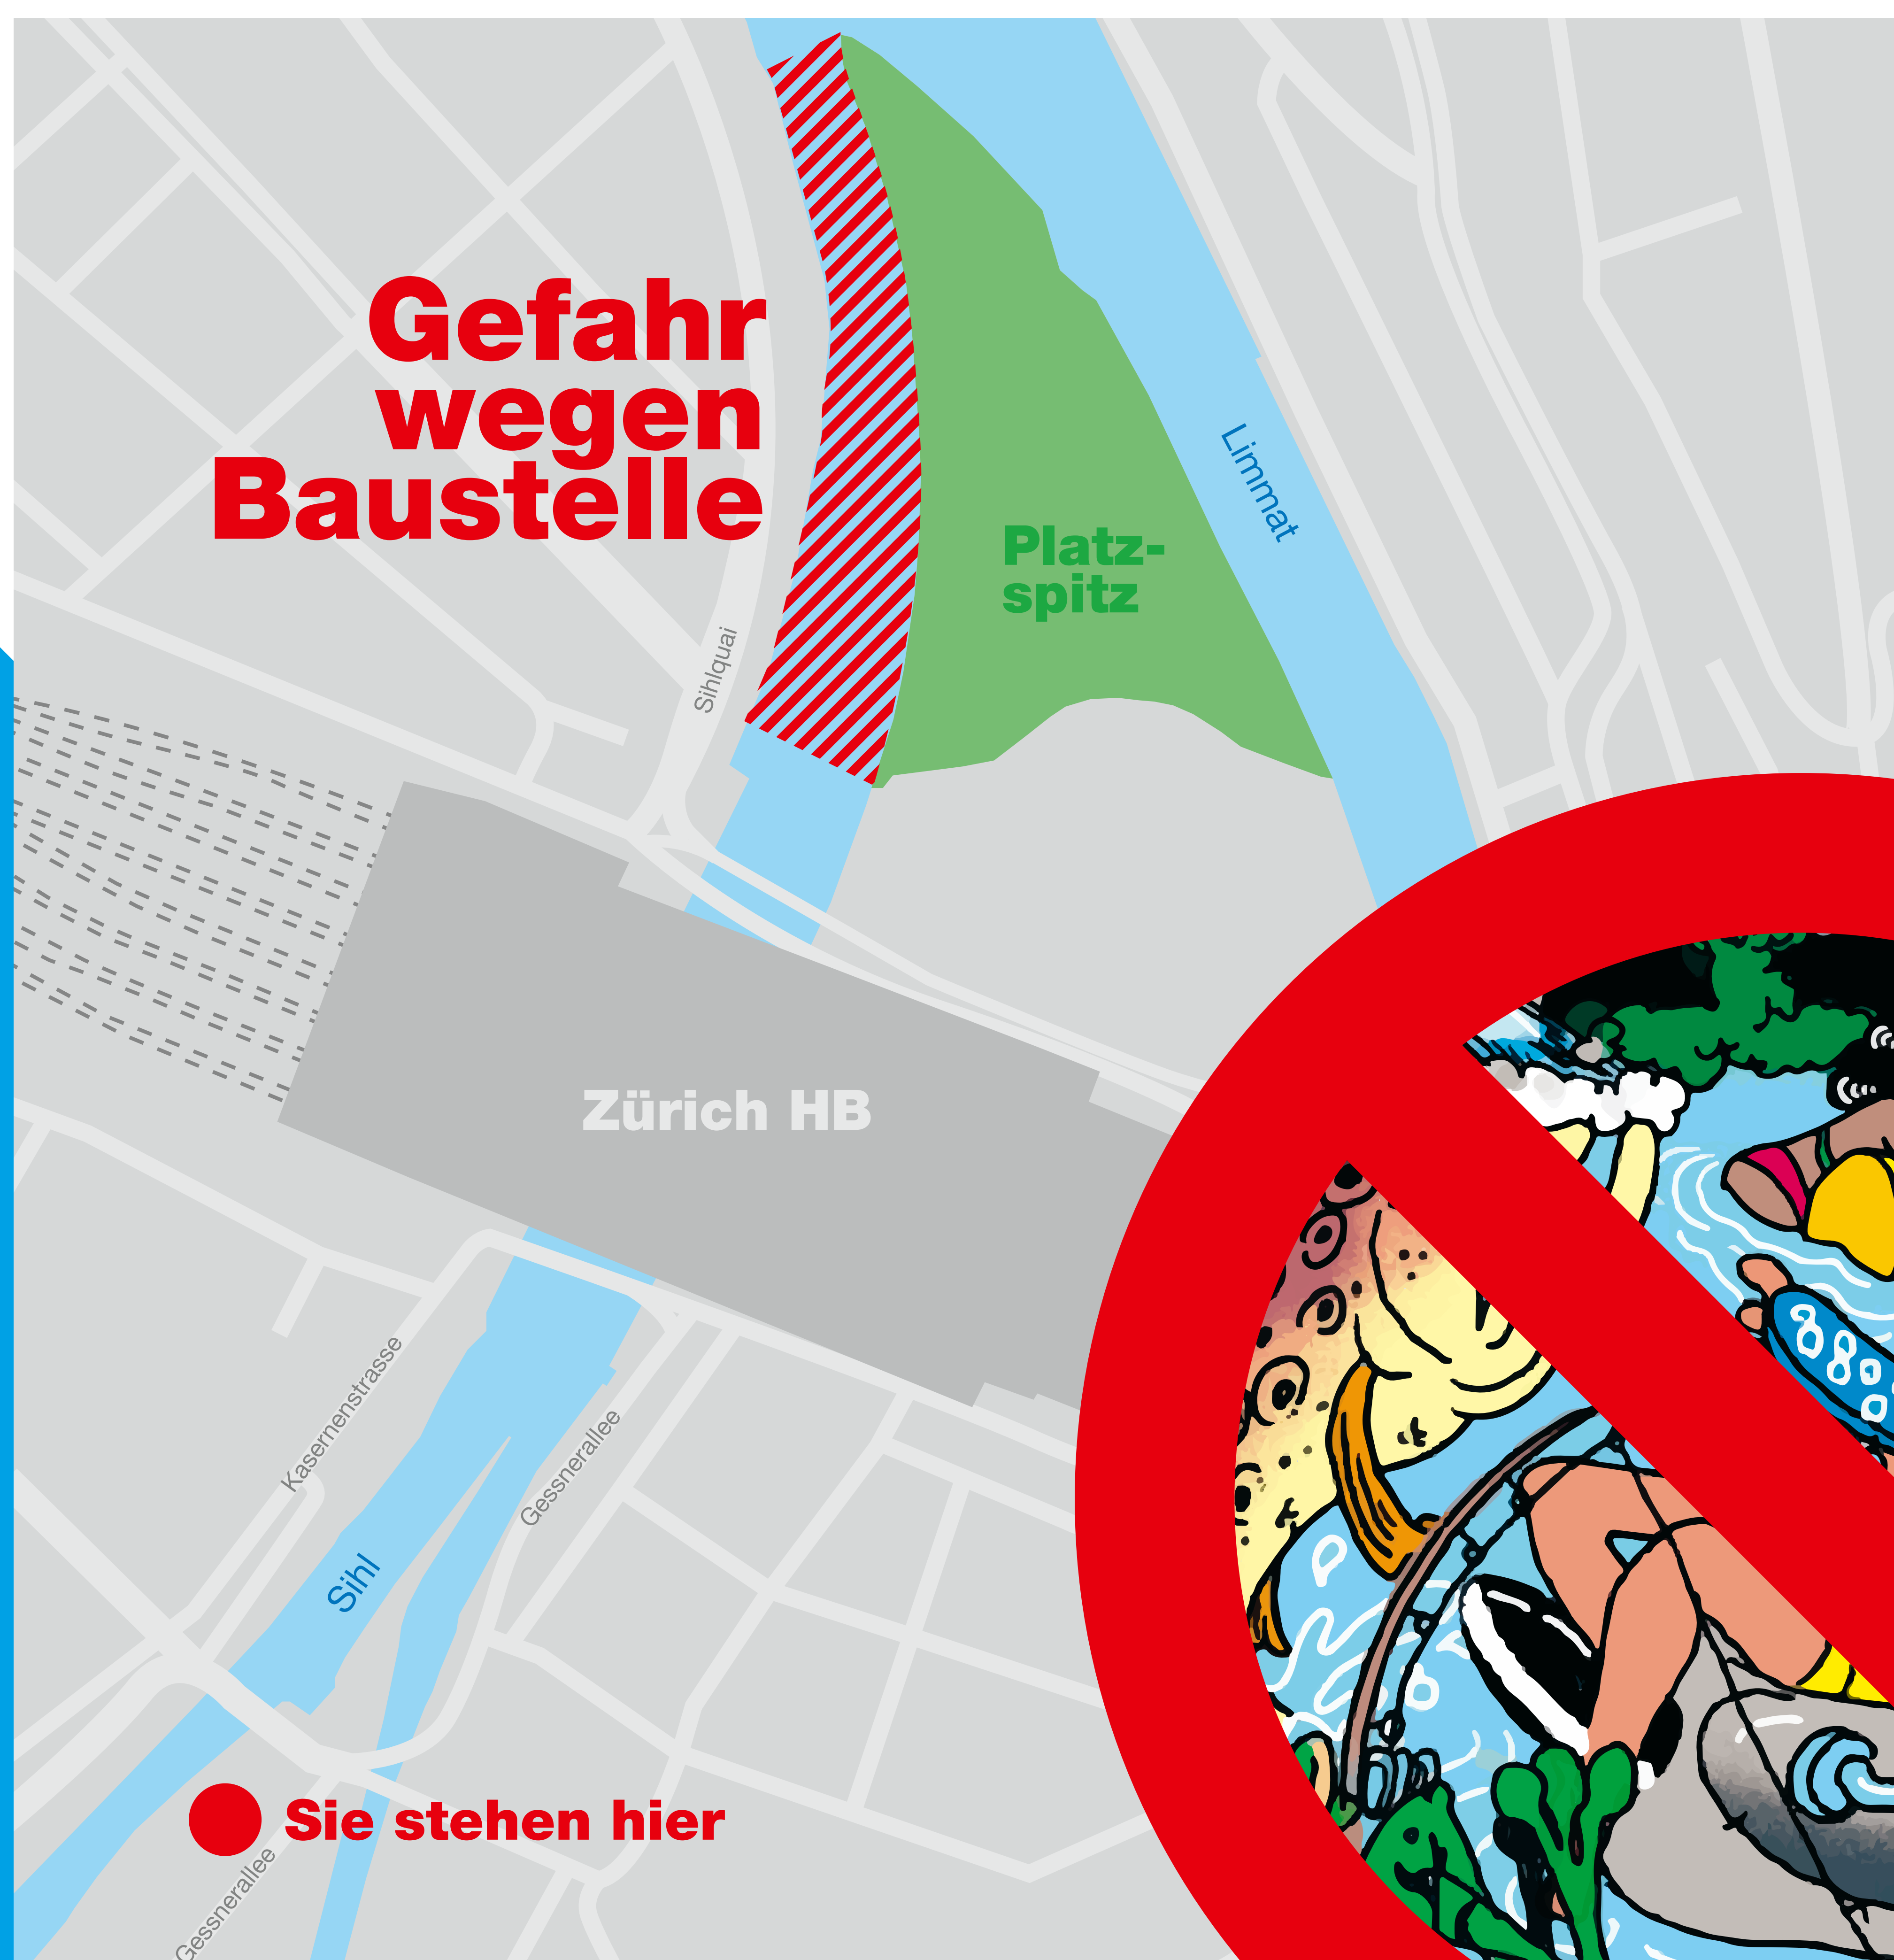 Gefahr
wegen
Baustelle
Limmat
Platz-
spitz
Sihlquai
Zürich HB
Kasernenstrasse
Gessnerallee
Sihl
Sie stehen hier
Gessnerallee